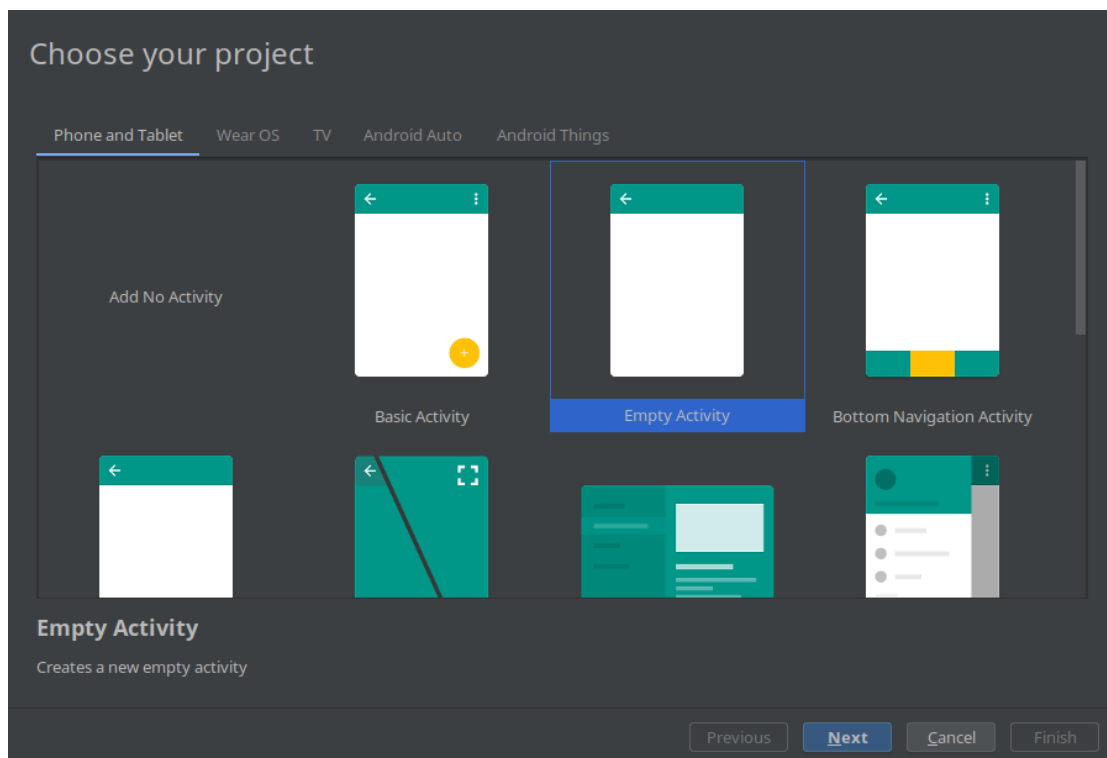 Choose your project
Phone and Tablet Wear OS TV Android Auto Android Things
Add No Activity
Basic Activity Empty Activity Bottom Navigation Activity
Empty Activity
Creates a new empty activity
Previous Next Cancel Finish